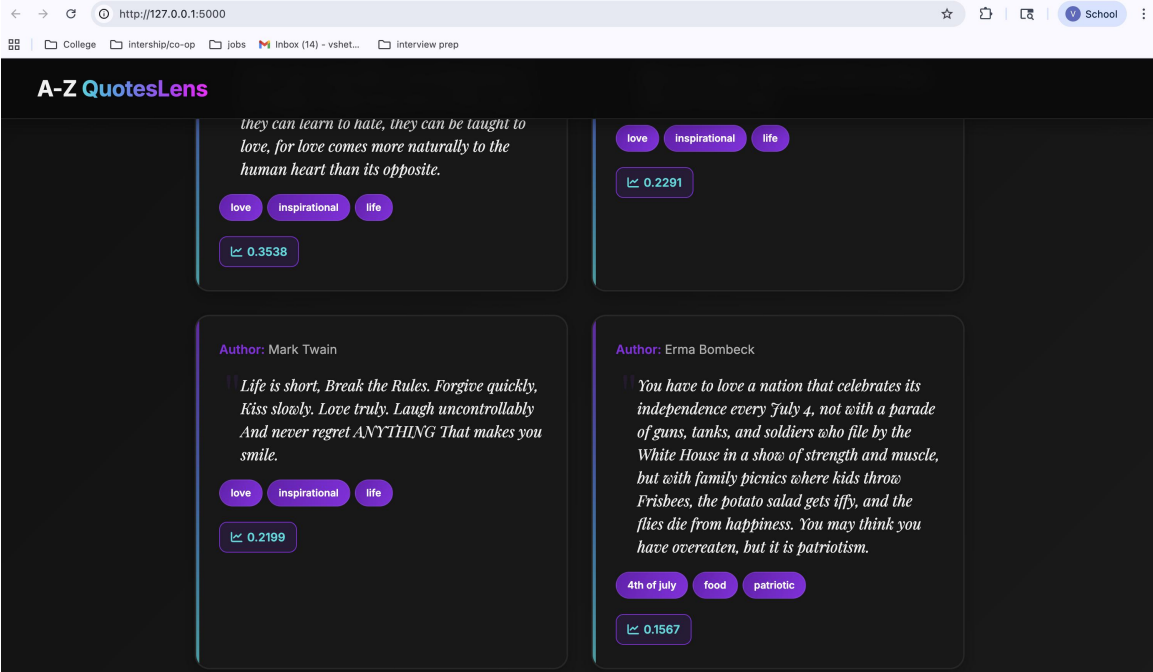 http://127.0.0.1:5000
V School
College
intership/co-op
jobs
Inbox (14) - vshet...
interview prep
A-Z QuotesLens
they can learn to hate, they can be taught to
love, for love comes more naturally to the
human heart than its opposite.
love inspirational life
0.3538
love inspirational life
0.2291
Author: Mark Twain
"Life is short, Break the Rules. Forgive quickly,
Kiss slowly. Love truly. Laugh uncontrollably
And never regret ANYTHING That makes you
smile.
love inspirational life
0.2199
Author: Erma Bombeck
"You have to love a nation that celebrates its
independence every July 4, not with a parade
of guns, tanks, and soldiers who file by the
White House in a show of strength and muscle,
but with family picnics where kids throw
Frisbees, the potato salad gets iffy, and the
flies die from happiness. You may think you
have overeaten, but it is patriotism.
4th of july food patriotic
0.1567